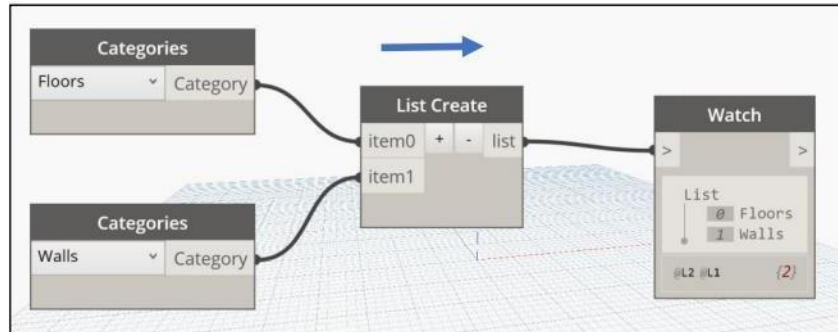 Categories
Floors Category
List Create
item0 + - list
item1
Watch
> >
List
0 Floors
1 Walls
@L2 @L1 {2}
Categories
Walls Category